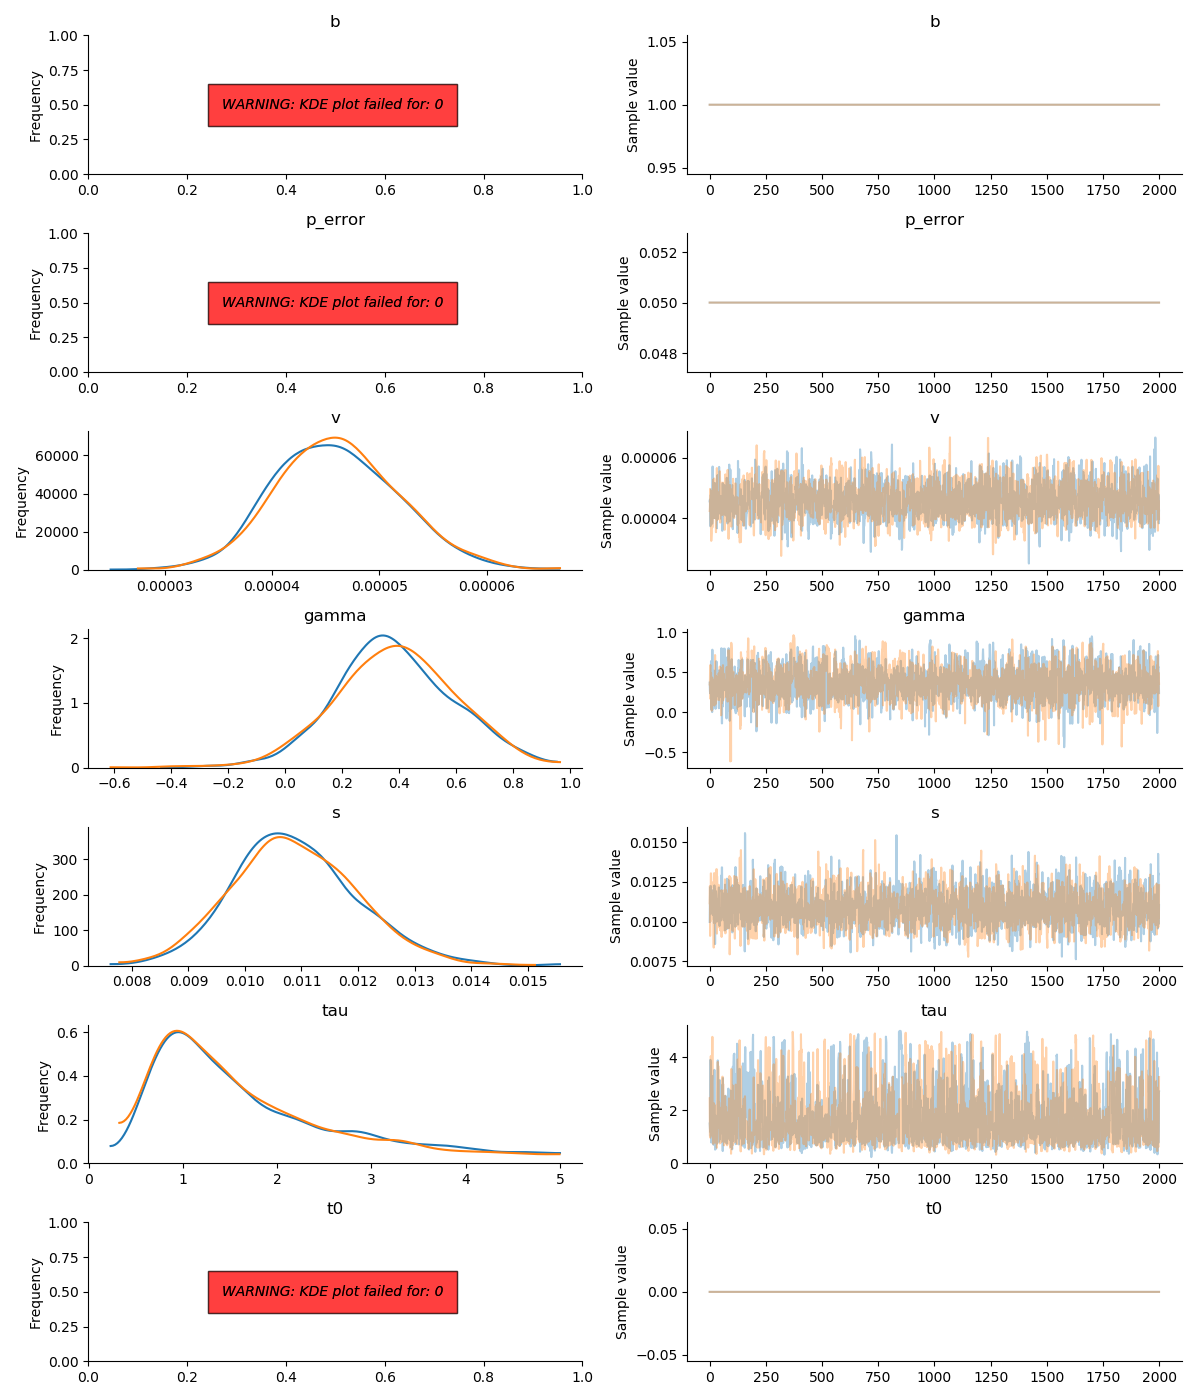 b
1.00
0.75
0.50
0.25
0.00
Frequency
WARNING: KDE plot failed for: 0
0.0 0.2 0.4 0.6 0.8 1.0
b
1.05
1.00
0.95
Sample value
0 250 500 750 1000 1250 1500 1750 2000
p_error
1.00
0.75
0.50
0.25
0.00
Frequency
WARNING: KDE plot failed for: 0
0.0 0.2 0.4 0.6 0.8 1.0
p_error
0.052
0.050
0.048
Sample value
0 250 500 750 1000 1250 1500 1750 2000
v
60000
40000
20000
0
Frequency
0.00003 0.00004 0.00005 0.00006
v
0.00006
0.00004
Sample value
0 250 500 750 1000 1250 1500 1750 2000
gamma
2
1
0
Frequency
−0.6 −0.4 −0.2 0.0 0.2 0.4 0.6 0.8 1.0
gamma
1.0
0.5
0.0
−0.5
Sample value
0 250 500 750 1000 1250 1500 1750 2000
s
300
200
100
0
Frequency
0.008 0.009 0.010 0.011 0.012 0.013 0.014 0.015
s
0.0150
0.0125
0.0100
0.0075
Sample value
0 250 500 750 1000 1250 1500 1750 2000
tau
0.6
0.4
0.2
0.0
Frequency
0 1 2 3 4 5
tau
4
2
0
Sample value
0 250 500 750 1000 1250 1500 1750 2000
t0
1.00
0.75
0.50
0.25
0.00
Frequency
WARNING: KDE plot failed for: 0
0.0 0.2 0.4 0.6 0.8 1.0
t0
0.05
0.00
−0.05
Sample value
0 250 500 750 1000 1250 1500 1750 2000